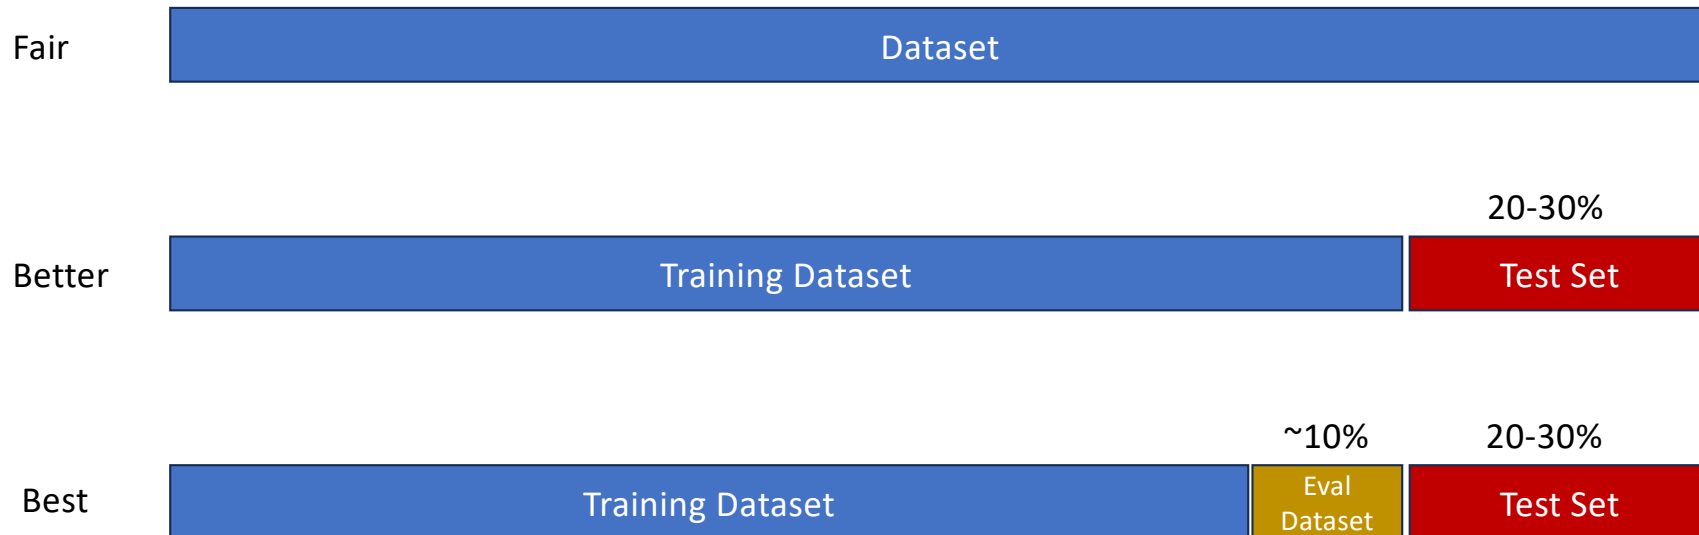 Fair
Dataset
20-30%
Better
Training Dataset
Test Set
~10%
20-30%
Best
Training Dataset
Eval
Dataset
Test Set